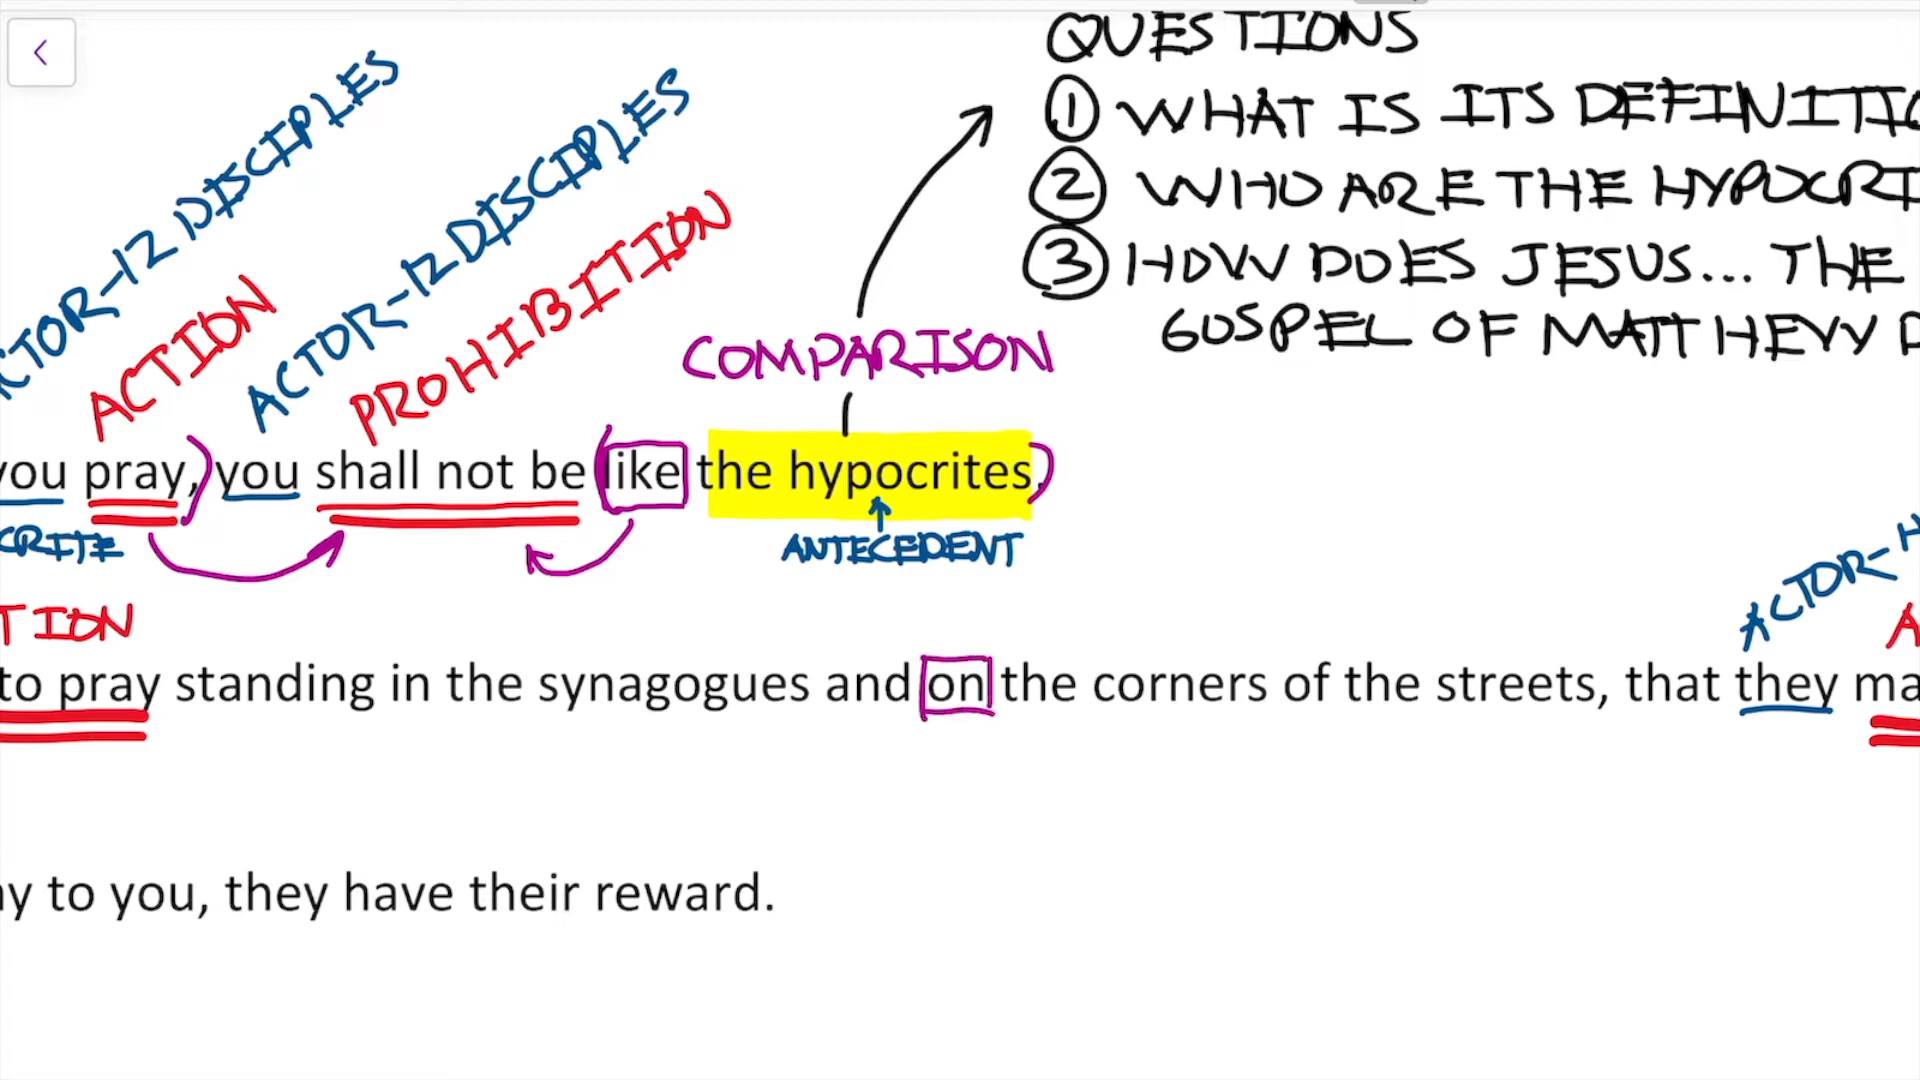 QUESTIONS
① WHAT IS ITS
② WHO ARE THE
③ HOW DOES JESUS... THE
GOSPEL OF MATTHEW
12 DISCIPLES
ACTION
ACTOR-12 DISCIPLES
PROHIBITION
COMPARISON
you pray, you shall not be like the hypocrites,
ANTECEDENT
ACTOR-
to pray standing in the synagogues and on the corners of the streets, that they
to you, they have their reward.